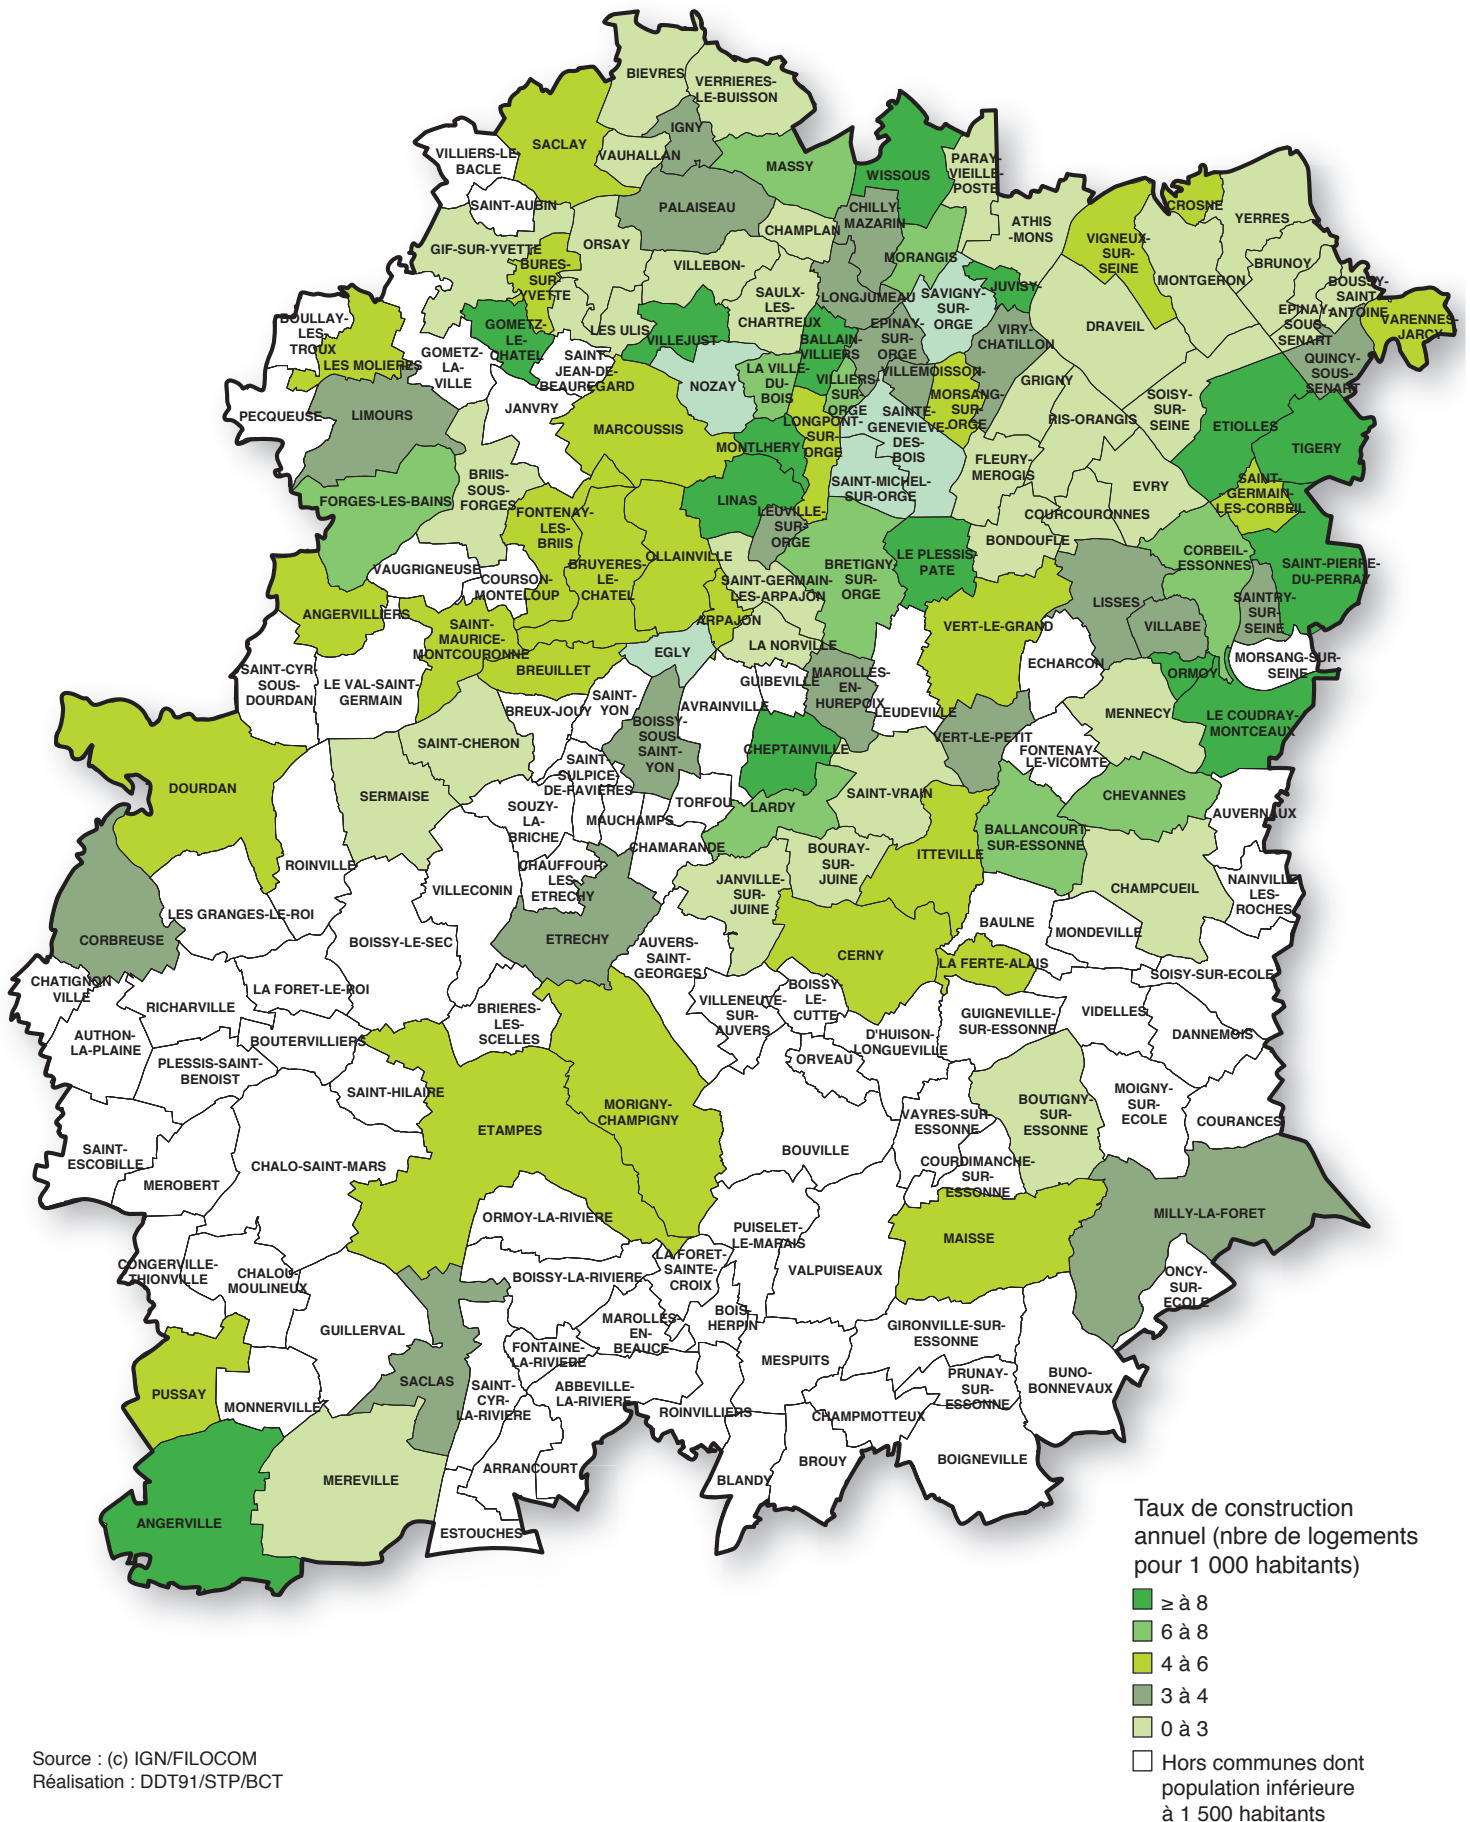 BIEVRES
VERRIERES-
LE-BUISSON
IGNY
SACLAY
VAUHALLAN
MASSY
VILLIERS-LE-
BACLE
WISSOUS
PARAY-
VIEILLE-
POSTE
SAINT-AUBIN
PALAISEAU
CHILLY-
MAZARIN
CROSNE
YERRES
ATHIS
-MONS
CHAMPLAN
ORSAY
GIF-SUR-YVETTE
VIGNEUX-
SUR-
SEINE
MORANGIS
BURES-
SUR-
YVETTE
VILLEBON-
BRUNOY
MONTGERON
BOUSSY-
SAINT-
ANTOINE
JUVISY-
LONGJUMEAU
SAVIGNY-
SUR-
ORGE
SAULX-
LES-
CHARTREUX
EPINAY-
SOUS-
SENART
VARENNES-
JARCY
BOULLAY-
LES-
TROUX
GOMETZ-
LE-
CHATEL
LES ULIS
VILLEJUST
BALLAIN-
VILLIERS
EPINAY-
SUR-
ORGE
VIRY-
CHATILLON
DRAVEIL
QUINCY-
SOUS-
SENART
LES MOLIERES
GOMETZ-
LA-
VILLE
SAINT-
JEAN-DE-
BEAUREGARD
NOZAY
LA VILLE-
DU-
BOIS
VILLIERS-
SUR-
ORGE
VILLEMOISSON-
MORSANG-
SUR-
ORGE
GRIGNY
PECQUEUSE
LIMOURS
JANVRY
MARCOUSSIS
LONGPONT-
SUR-
ORGE
SAINTE-
GENEVIEVE-
DES-
BOIS
RIS-ORANGIS
SOISY-
SUR-
SEINE
ETIOLLES
TIGERY
MONTLHERY
FLEURY-
MEROGIS
BRIIS-
SOUS-
FORGES
FORGES-LES-BAINS
LINAS
SAINT-MICHEL-
SUR-ORGE
EVRY
SAINT-
GERMAIN-
LES-CORBEIL
FONTENAY-
LES-
BRIIS
LEUVILLE-
SUR-
ORGE
COURCOURONNES
BONDOUFLE
BRUYERES-
LE-
CHATEL
OLLAINVILLE
BRETIGNY-
SUR-
ORGE
LE PLESSIS-
PATE
CORBEIL-
ESSONNES
SAINT-PIERRE-
DU-PERRAY
VAUGRIGNEUSE
COURSON-
MONTELOUP
SAINT-GERMAIN-
LES-ARPAJON
ANGERVILLIERS
LISSES
SAINTRY-
SUR-
SEINE
SAINT-
MAURICE-
MONTCOURONNE
ARPAJON
VERT-LE-GRAND
VILLABE
LA NORVILLE
EGLY
SAINT-CYR-
SOUS-
DOURDAN
LE VAL-SAINT-
GERMAIN
BREUILLET
ECHARCON
MORSANG-SUR-
SEINE
ORMOY
GUIBEVILLE
MAROLLES-
EN-
HUREPOIX
BREUX-JOUY
SAINT-
YON
AVRAINVILLE
LEUDEVILLE
MENNECY
LE COUDRAY-
MONTCEAUX
BOISSY-
SOUS-
SAINT-
YON
SAINT-CHERON
CHEPTAINVILLE
VERT-LE-PETIT
FONTENAY-
LE-VICOMTE
DOURDAN
SERMAISE
SAINT-
SULPICE-
DE-FAVIERES
SAINT-VRAIN
CHEVANNES
SOUZY-
LA-
BRICHE
MAUCHAMPS
TORFOU
LARDY
AUVERNAUX
BALLANCOURT-
SUR-ESSONNE
CHAMARANDE
BOURAY-
SUR-
JUINE
ITTEVILLE
ROINVILLE
CHAUFFOUR-
LES-
ETRECHY
VILLECONIN
JANVILLE-
SUR-
JUINE
CHAMPCUEIL
NAINVILLE-
LES-
ROCHES
LES GRANGES-LE-ROI
BAULNE
MONDEVILLE
CORBREUSE
BOISSY-LE-SEC
ETRECHY
AUVERS-
SAINT-
GEORGES
CERNY
LA FERTE-ALAIS
SOISY-SUR-ECOLE
CHATIGNON
VILLE
LA FORET-LE-ROI
RICHARVILLE
BRIERES-
LES-
SCELLES
VILLENEUVE-
SUR-
AUVERS
BOISSY-
LE-
CUTTE
GUIGNEVILLE-
SUR-ESSONNE
VIDELLES
DANNEMOIS
AUTHON-
LA-PLAINE
BOUTERVILLIERS
D'HUISON-
LONGUEVILLE
PLESSIS-SAINT-
BENOIST
ORVEAU
SAINT-HILAIRE
MORIGNY-
CHAMPIGNY
BOUTIGNY-
SUR-
ESSONNE
MOIGNY-
SUR-
ECOLE
COURANCES
VAYRES-SUR-
ESSONNE
ETAMPES
SAINT-
ESCOBILLE
BOUVILLE
CHALO-SAINT-MARS
COURDIMANCHE-
SUR-
ESSONNE
MEROBERT
ORMOY-LA-RIVIERE
MILLY-LA-FORET
PUISELET-
LE-MARAIS
MAISSE
CONGERVILLE-
THIONVILLE
CHALOU-
MOULINEUX
BOISSY-LA-RIVIERE
LA FORET-
SAINTE-
CROIX
VALPUISEAUX
ONCY-
SUR-
ECOLE
GUILLERVAL
MAROLLES-
EN-
BEAUCE
BOIS-
HERPIN
GIRONVILLE-SUR-
ESSONNE
FONTAINE-
LA-RIVIERE
MESPUITS
PUSSAY
SACLAS
SAINT-
CYR-
LA-RIVIERE
ABBEVILLE-
LA-RIVIERE
PRUNAY-
SUR-
ESSONNE
BUNO-
BONNEVAUX
MONNERVILLE
ROINVILLIERS
CHAMPMOTTEUX
MEREVILLE
ARRANCOURT
BLANDY
BROUY
BOIGNEVILLE
ANGERVILLE
ESTOUCHES
Taux de construction
annuel (nbre de logements
pour 1 000 habitants)
≥ à 8
6 à 8
4 à 6
3 à 4
0 à 3
Hors communes dont
population inférieure
à 1 500 habitants
Source : (c) IGN/FILOCOM
Réalisation : DDT91/STP/BCT